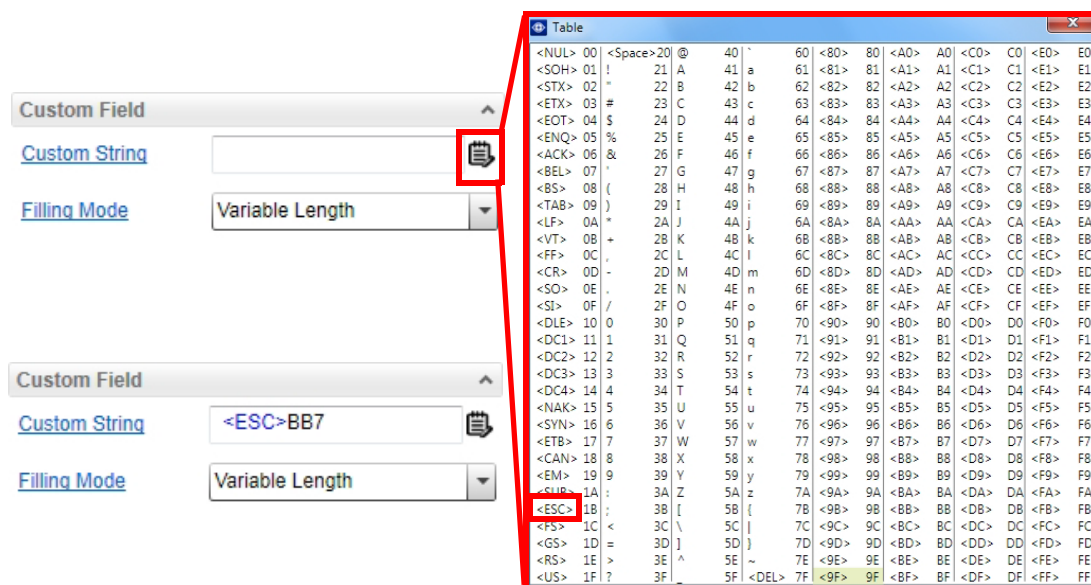 Custom Field
Custom String
Filling Mode Variable Length
Custom Field
Custom String <ESC>BB7
Filling Mode Variable Length
Table
<NUL> 00 <Space> 20 @ 40 ` 60 <80> 80 <A0> A0 <C0> C0 <E0> E0
<SOH> 01 ! 21 A 41 a 61 <81> 81 <A1> A1 <C1> C1 <E1> E1
<STX> 02 " 22 B 42 b 62 <82> 82 <A2> A2 <C2> C2 <E2> E2
<ETX> 03 # 23 C 43 c 63 <83> 83 <A3> A3 <C3> C3 <E3> E3
<EOT> 04 $ 24 D 44 d 64 <84> 84 <A4> A4 <C4> C4 <E4> E4
<ENQ> 05 % 25 E 45 e 65 <85> 85 <A5> A5 <C5> C5 <E5> E5
<ACK> 06 & 26 F 46 f 66 <86> 86 <A6> A6 <C6> C6 <E6> E6
<BEL> 07 ' 27 G 47 g 67 <87> 87 <A7> A7 <C7> C7 <E7> E7
<BS> 08 ( 28 H 48 h 68 <88> 88 <A8> A8 <C8> C8 <E8> E8
<TAB> 09 ) 29 I 49 i 69 <89> 89 <A9> A9 <C9> C9 <E9> E9
<LF> 0A * 2A J 4A j 6A <8A> 8A <AA> AA <CA> CA <EA> EA
<VT> 0B + 2B K 4B k 6B <8B> 8B <AB> AB <CB> CB <EB> EB
<FF> 0C , 2C L 4C l 6C <8C> 8C <AC> AC <CC> CC <EC> EC
<CR> 0D - 2D M 4D m 6D <8D> 8D <AD> AD <CD> CD <ED> ED
<SO> 0E . 2E N 4E n 6E <8E> 8E <AE> AE <CE> CE <EE> EE
<SI> 0F / 2F O 4F o 6F <8F> 8F <AF> AF <CF> CF <EF> EF
<DLE> 10 0 30 P 50 p 70 <90> 90 <B0> B0 <D0> D0 <F0> F0
<DC1> 11 1 31 Q 51 q 71 <91> 91 <B1> B1 <D1> D1 <F1> F1
<DC2> 12 2 32 R 52 r 72 <92> 92 <B2> B2 <D2> D2 <F2> F2
<DC3> 13 3 33 S 53 s 73 <93> 93 <B3> B3 <D3> D3 <F3> F3
<DC4> 14 4 34 T 54 t 74 <94> 94 <B4> B4 <D4> D4 <F4> F4
<NAK> 15 5 35 U 55 u 75 <95> 95 <B5> B5 <D5> D5 <F5> F5
<SYN> 16 6 36 V 56 v 76 <96> 96 <B6> B6 <D6> D6 <F6> F6
<ETB> 17 7 37 W 57 w 77 <97> 97 <B7> B7 <D7> D7 <F7> F7
<CAN> 18 8 38 X 58 x 78 <98> 98 <B8> B8 <D8> D8 <F8> F8
<EM> 19 9 39 Y 59 y 79 <99> 99 <B9> B9 <D9> D9 <F9> F9
<SUB> 1A : 3A Z 5A z 7A <9A> 9A <BA> BA <DA> DA <FA> FA
<ESC> 1B ; 3B [ 5B { 7B <9B> 9B <BB> BB <DB> DB <FB> FB
<FS> 1C < 3C \ 5C | 7C <9C> 9C <BC> BC <DC> DC <FC> FC
<GS> 1D = 3D ] 5D } 7D <9D> 9D <BD> BD <DD> DD <FD> FD
<RS> 1E > 3E ^ 5E ~ 7E <9E> 9E <BE> BE <DE> DE <FE> FE
<US> 1F ? 3F _ 5F <DEL> 7F <9F> 9F <BF> BF <DF> DF <FF> FF